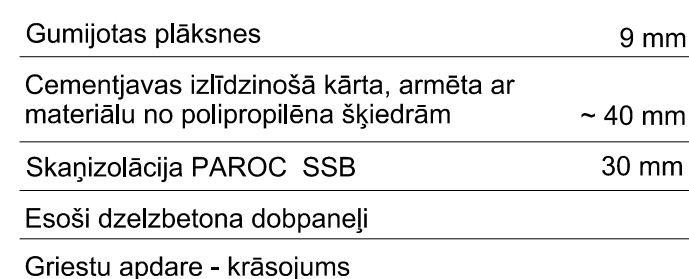 Gumijotas plāksnes 9 mm
Cementjavas izlīdzinošā kārta, armēta ar
materiālu no polipropilēna šķiedrām ~ 40 mm
Skaņizolācija PAROC SSB 30 mm
Esoši dzelzbetona dobpaneļi
Griestu apdare - krāsojums